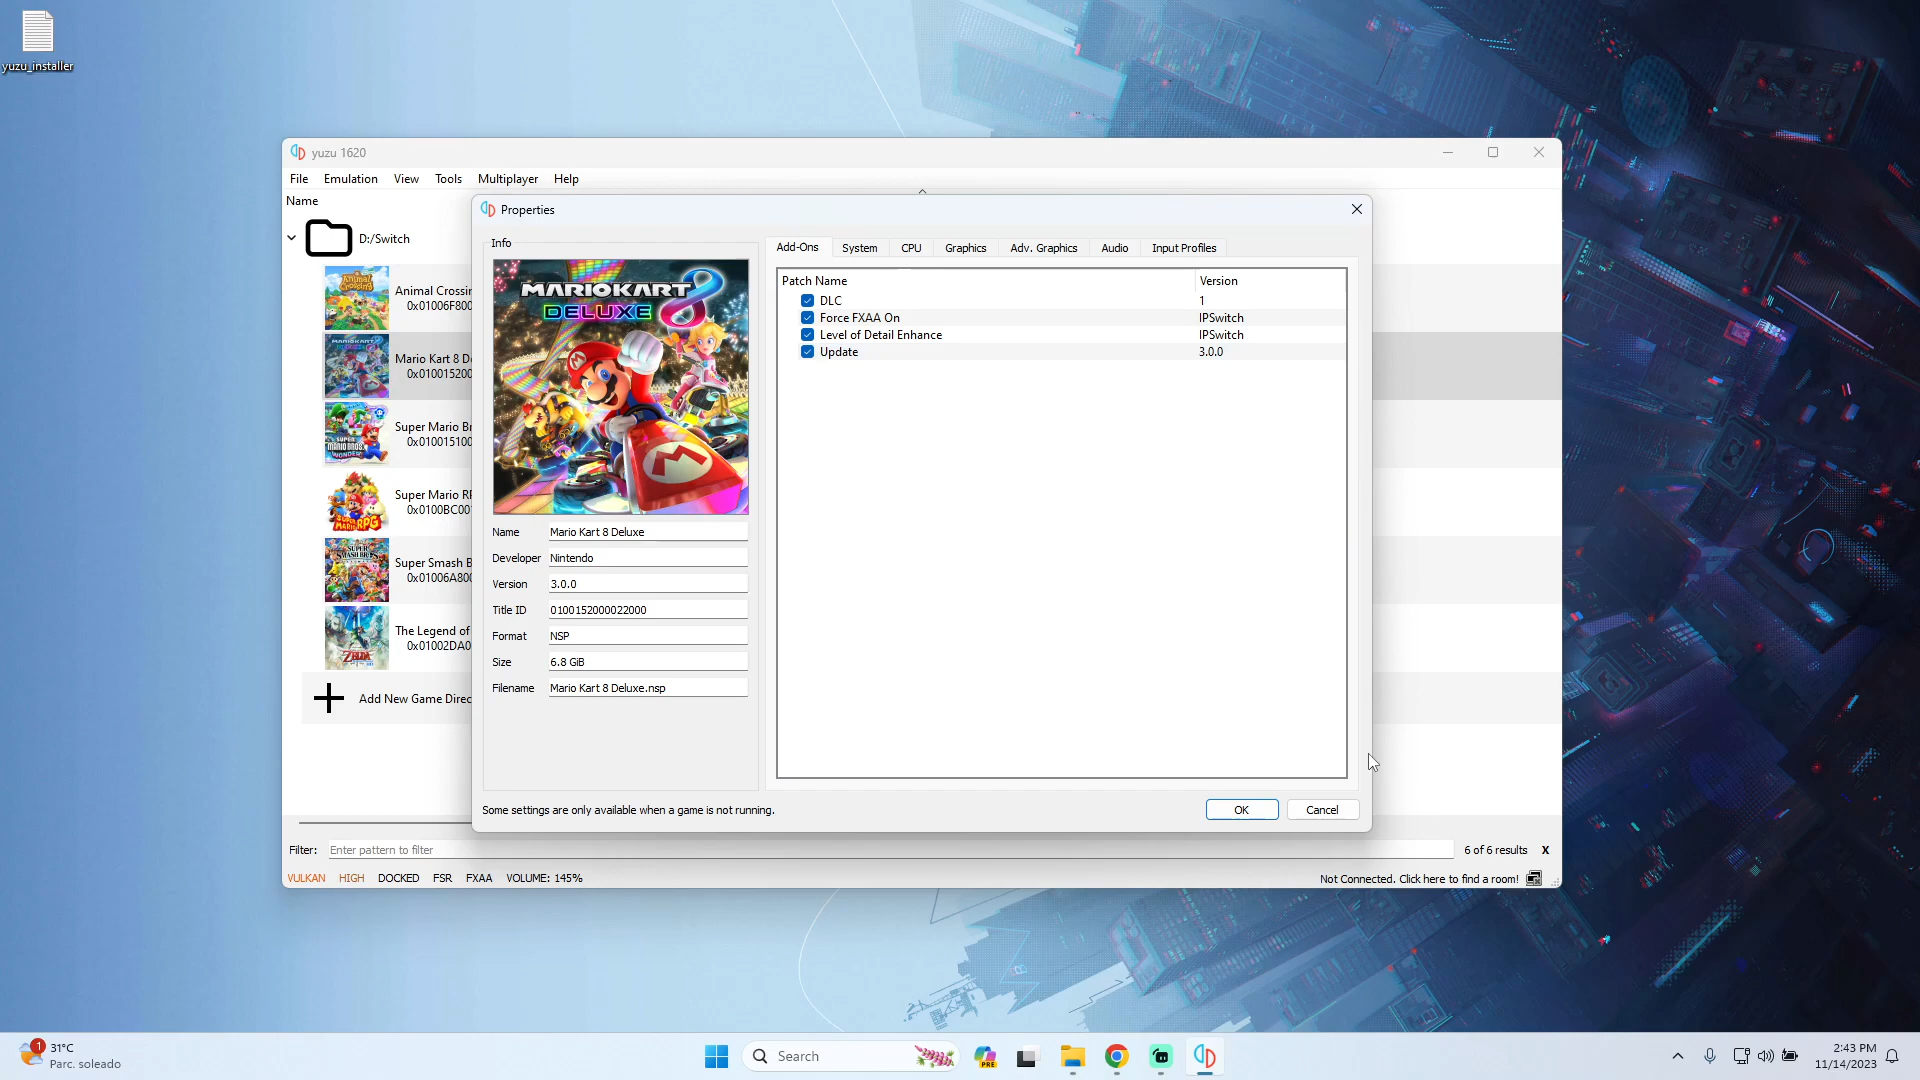 yuzu_installer
yuzu 1620
File Emulation View Tools Multiplayer Help
Name
D:/Switch
Animal Crossin
0x01006F800
Mario Kart 8 D
0x010015200
Super Mario Br
0x010015100
Super Mario RP
0x0100BC00
Super Smash B
0x01006A800
The Legend of
0x01002DA0
Add New Game Direc
Properties
Info
MARIOKART 8
DELUXE
Name Mario Kart 8 Deluxe
Developer Nintendo
Version 3.0.0
Title ID 0100152000022000
Format NSP
Size 6.8 GiB
Filename Mario Kart 8 Deluxe.nsp
Add-Ons System CPU Graphics Adv. Graphics Audio Input Profiles
Patch Name Version
DLC 1
Force FXAA On IPSwitch
Level of Detail Enhance IPSwitch
Update 3.0.0
Some settings are only available when a game is not running.
OK Cancel
Filter: Enter pattern to filter 6 of 6 results X
VULKAN HIGH DOCKED FSR FXAA VOLUME: 145% Not Connected. Click here to find a room!
1
31°C
Parc. soleado
Search
PRE
2:43 PM
11/14/2023